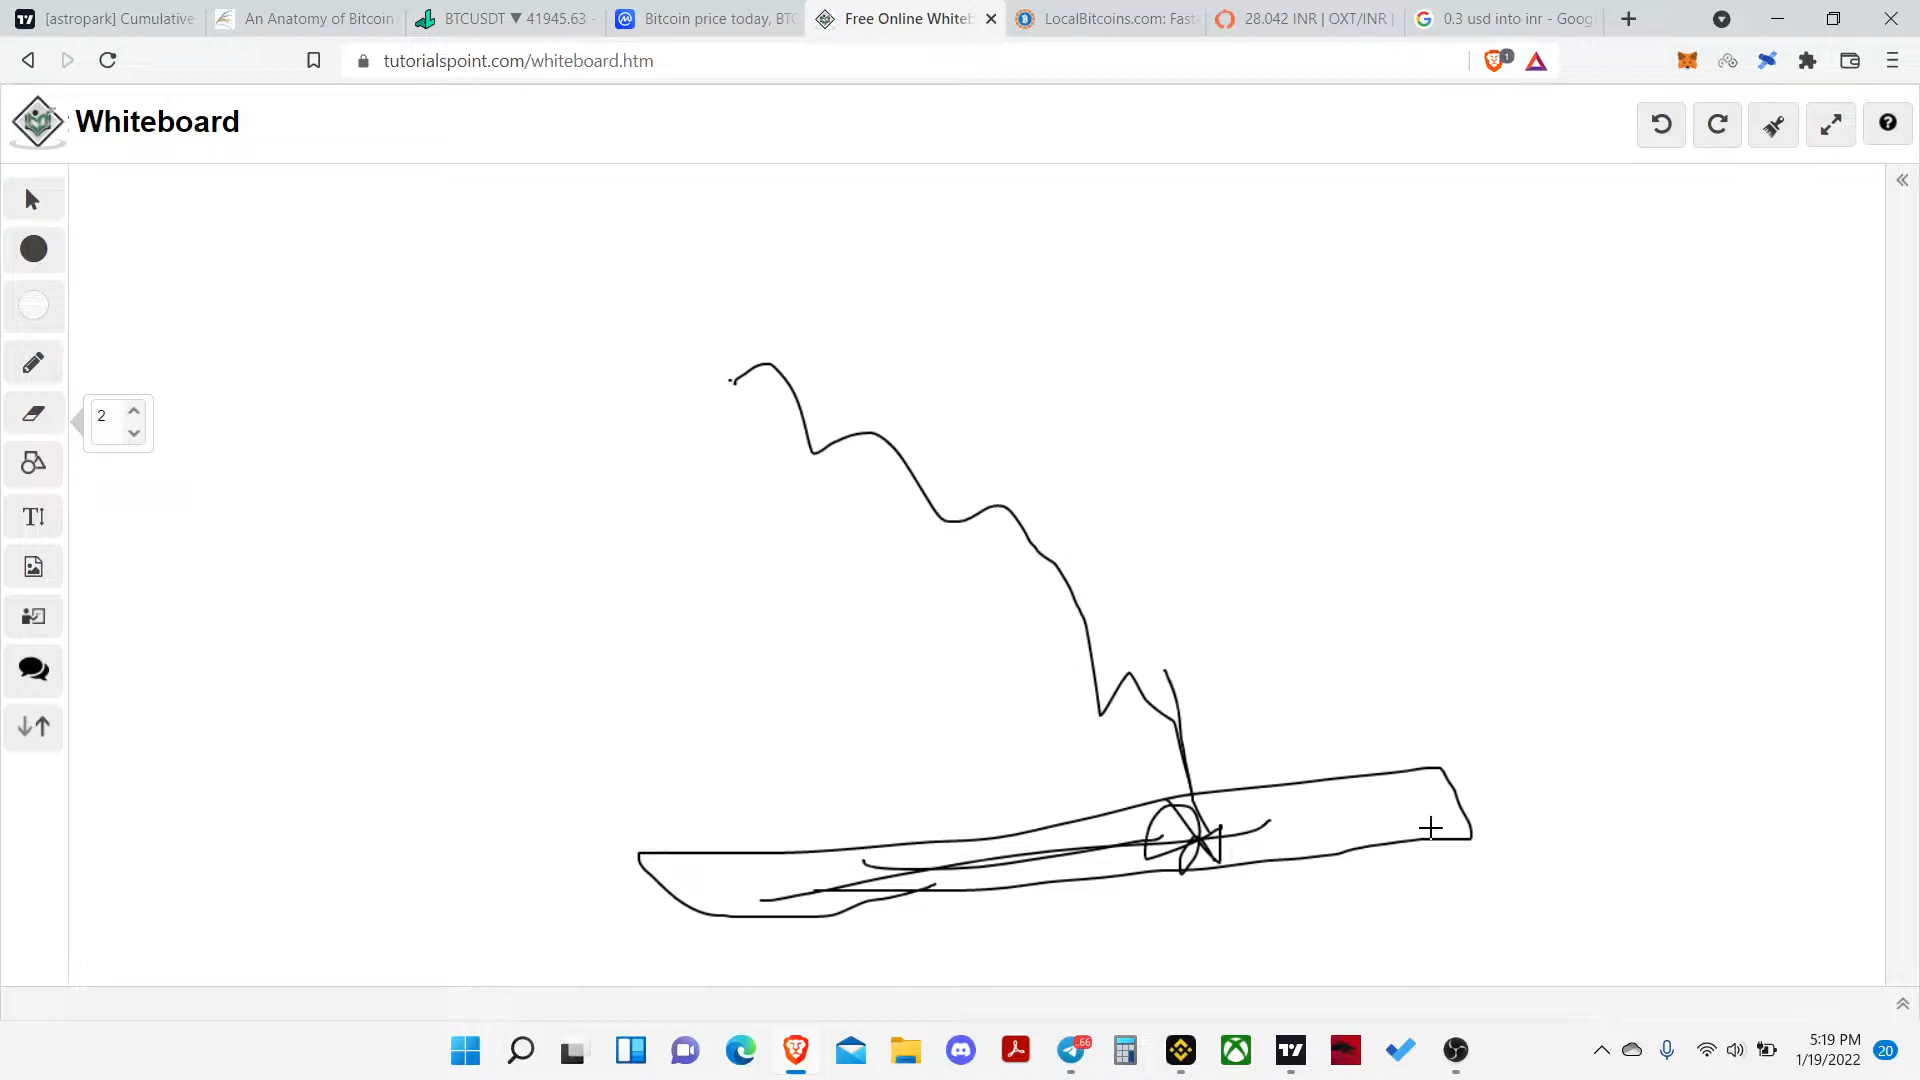 [astropark] Cumulative
An Anatomy of Bitcoin
BTCUSDT ▼ 41945.63 -
Bitcoin price today, BTC
Free Online Whiteb
LocalBitcoins.com: Fast
28.042 INR | OXT/INR |
0.3 usd into inr - Goog
1
tutorialspoint.com/whiteboard.htm
Whiteboard
2
66
5:19 PM
1/19/2022
20